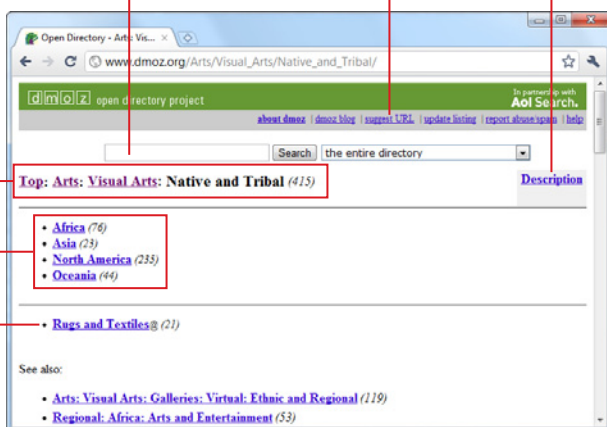 Open Directory - Arts: Vis...
www.dmoz.org/Arts/Visual_Arts/Native_and_Tribal/
dmoz open directory project
In partnership with
Aol Search.
about dmoz | dmoz blog | suggest URL | update listing | report abuse/spam | help
Search the entire directory
Top: Arts: Visual Arts: Native and Tribal (415)
Description
• Africa (76)
• Asia (23)
• North America (235)
• Oceania (44)
• Rugs and Textiles@ (21)
See also:
• Arts: Visual Arts: Galleries: Virtual: Ethnic and Regional (119)
• Regional: Africa: Arts and Entertainment (53)